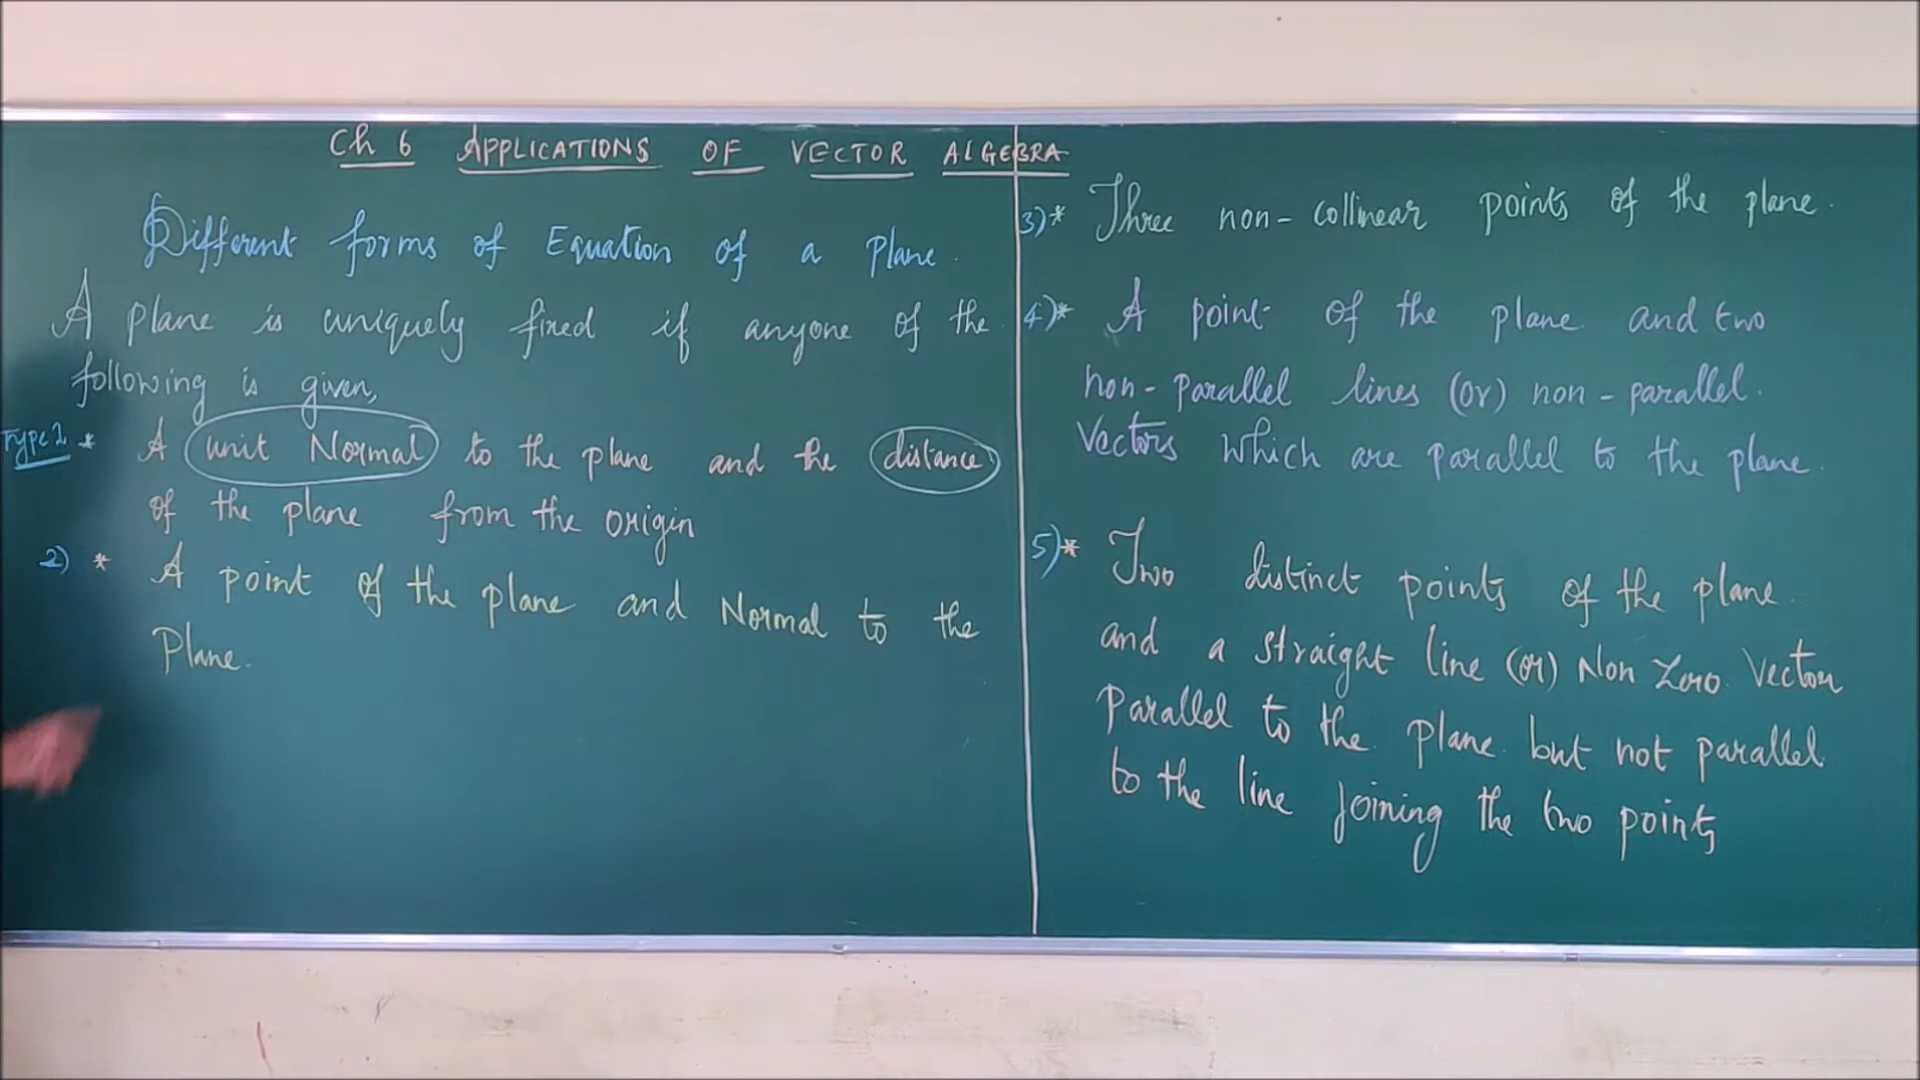 Ch 6 APPLICATIONS OF VECTOR ALGEBRA
Different forms of Equation of a Plane.
A plane is uniquely fixed if anyone of the
following is given,
Type 1 * A unit Normal to the plane and the distance
of the plane from the origin
2) * A point of the plane and Normal to the
Plane.
3)* Three non-collinear points of the plane.
4)* A point of the plane and two
non-parallel lines (or) non-parallel.
Vectors which are parallel to the plane.
5)* Two distinct points of the plane.
and a straight line (or) Non Zero Vector
Parallel to the plane but not parallel
to the line joining the two points